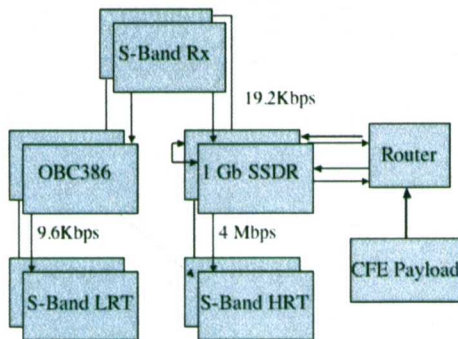 S-Band Rx
19.2Kbps
OBC386
1 Gb SSDR
Router
9.6Kbps
4 Mbps
S-Band LRT
S-Band HRT
CFE Payload